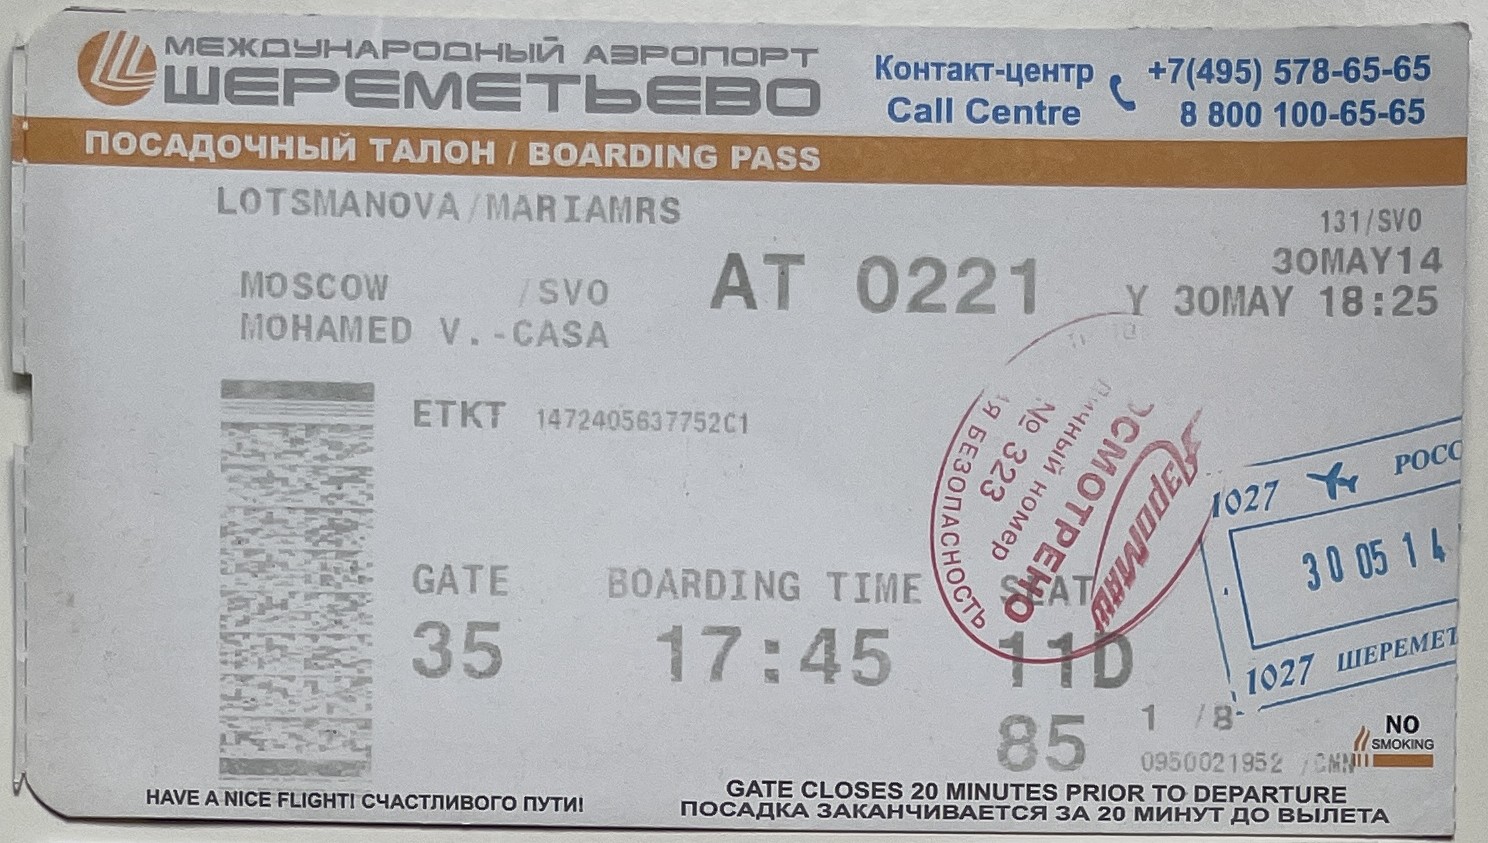 МЕЖДУНАРОДНЫЙ АЭРОПОРТ
ШЕРЕМЕТЬЕВО
Контакт-центр +7(495) 578-65-65
Call Centre 8 800 100-65-65
ПОСАДОЧНЫЙ ТАЛОН / BOARDING PASS
LOTSMANOVA/MARIAMRS
131/SVO
30MAY14
MOSCOW /SVO AT 0221 Y 30MAY 18:25
MOHAMED V.-CASA
ETKT 1472405637752C1
Я БЕЗОПАСНОСТЬ
№ 323
личный номер
ОСМОТРЕНО
1027 РОСС
30 05 14
1027 ШЕРЕМЕТ
GATE BOARDING TIME SEAT
35 17:45 11D
85 1 /8
0950021952 /CMN
NO
SMOKING
HAVE A NICE FLIGHT! СЧАСТЛИВОГО ПУТИ!
GATE CLOSES 20 MINUTES PRIOR TO DEPARTURE
ПОСАДКА ЗАКАНЧИВАЕТСЯ ЗА 20 МИНУТ ДО ВЫЛЕТА